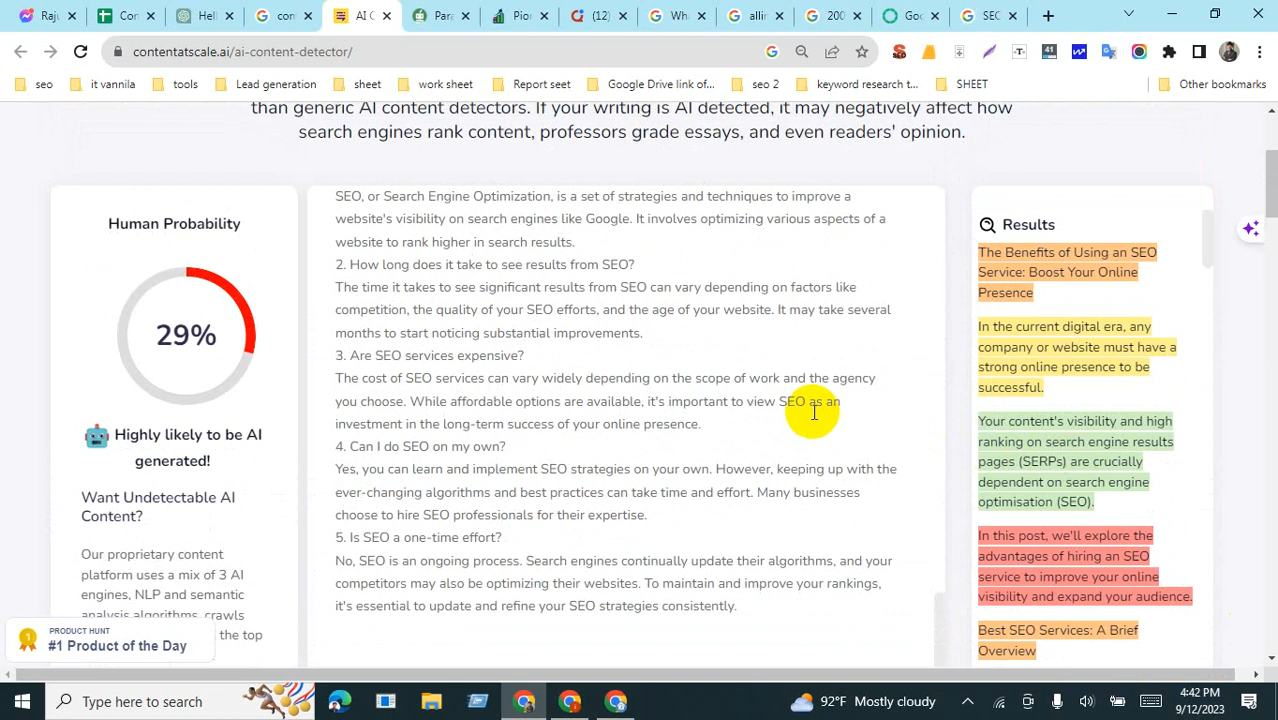 Mar
Con
Hell
con
AI C
Par
Pior
(12)
Wha
allin
200
Goo
SEO
contentatscale.ai/ai-content-detector/
41
seo
it vannila
tools
Lead generation
sheet
work sheet
Report seet
Google Drive link of...
seo 2
keyword research t...
SHEET
Other bookmarks
than generic AI content detectors. If your writing is AI detected, it may negatively affect how
search engines rank content, professors grade essays, and even readers' opinion.
Human Probability
29%
Highly likely to be AI
generated!
Want Undetectable AI
Content?
Our proprietary content
platform uses a mix of 3 AI
engines, NLP and semantic
analysis algorithms, crawls
the top
PRODUCT HUNT
#1 Product of the Day
SEO, or Search Engine Optimization, is a set of strategies and techniques to improve a
website's visibility on search engines like Google. It involves optimizing various aspects of a
website to rank higher in search results.
2. How long does it take to see results from SEO?
The time it takes to see significant results from SEO can vary depending on factors like
competition, the quality of your SEO efforts, and the age of your website. It may take several
months to start noticing substantial improvements.
3. Are SEO services expensive?
The cost of SEO services can vary widely depending on the scope of work and the agency
you choose. While affordable options are available, it's important to view SEO as an
investment in the long-term success of your online presence.
4. Can I do SEO on my own?
Yes, you can learn and implement SEO strategies on your own. However, keeping up with the
ever-changing algorithms and best practices can take time and effort. Many businesses
choose to hire SEO professionals for their expertise.
5. Is SEO a one-time effort?
No, SEO is an ongoing process. Search engines continually update their algorithms, and your
competitors may also be optimizing their websites. To maintain and improve your rankings,
it's essential to update and refine your SEO strategies consistently.
Results
The Benefits of Using an SEO
Service: Boost Your Online
Presence
In the current digital era, any
company or website must have a
strong online presence to be
successful.
Your content's visibility and high
ranking on search engine results
pages (SERPs) are crucially
dependent on search engine
optimisation (SEO).
In this post, we'll explore the
advantages of hiring an SEO
service to improve your online
visibility and expand your audience.
Best SEO Services: A Brief
Overview
Type here to search
92°F Mostly cloudy
4:42 PM
9/12/2023